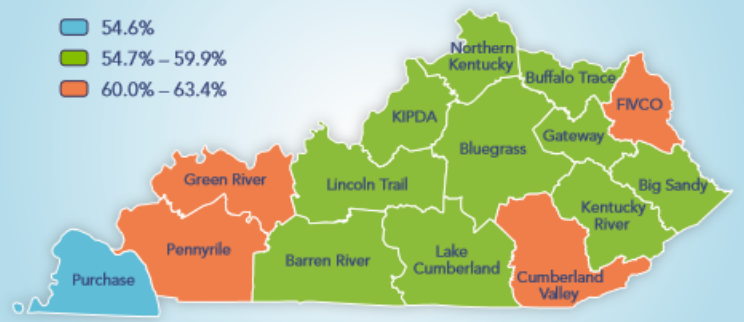 54.6%
54.7% – 59.9%
60.0% – 63.4%
Northern
Kentucky
Buffalo Trace
FIVCO
KIPDA
Gateway
Bluegrass
Green River
Lincoln Trail
Big Sandy
Kentucky
River
Pennyrile
Barren River
Lake
Cumberland
Purchase
Cumberland
Valley